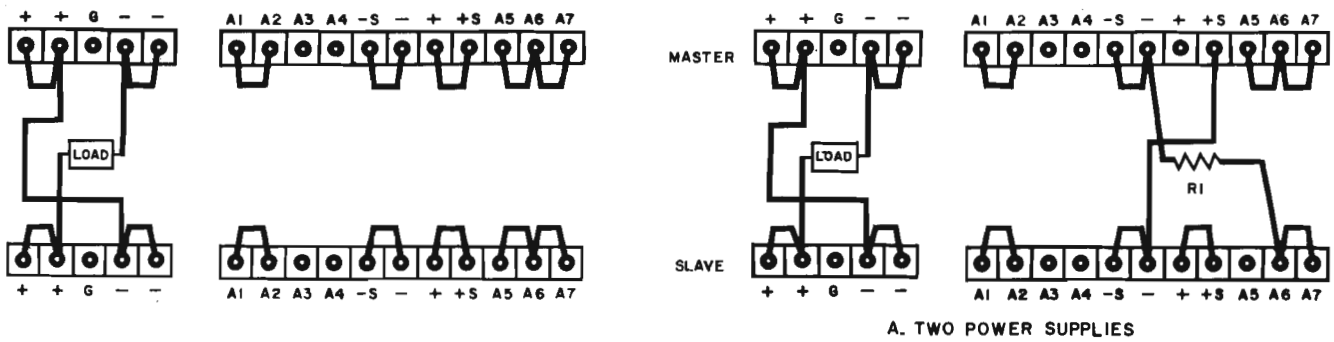 + + G − −
A1 A2 A3 A4 −S − + +S A5 A6 A7
LOAD
+ + G − −
A1 A2 A3 A4 −S − + +S A5 A6 A7
MASTER
+ + G − −
A1 A2 A3 A4 −S − + +S A5 A6 A7
LOAD
R1
SLAVE
+ + G − −
A1 A2 A3 A4 −S − + +S A5 A6 A7
A. TWO POWER SUPPLIES